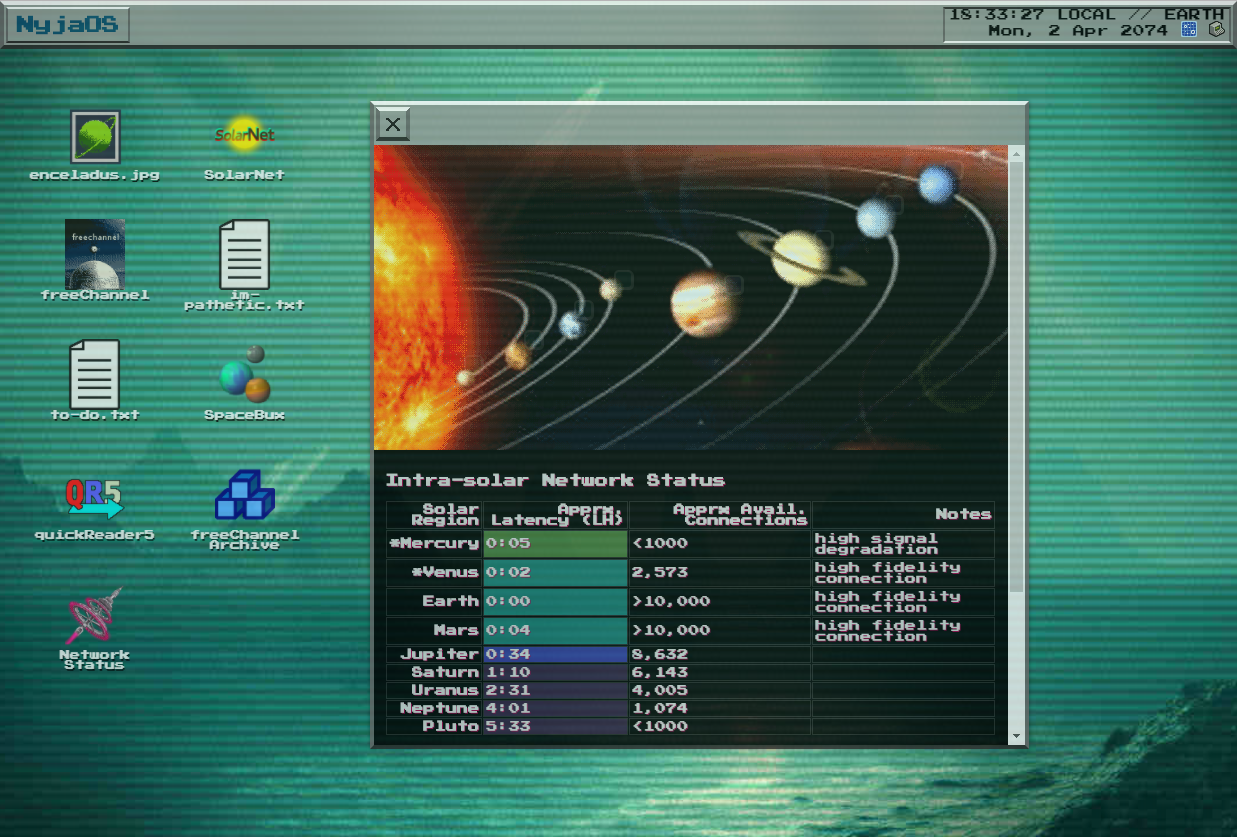 NyjaOS
18:33:27 LOCAL // EARTH
Mon, 2 Apr 2074
enceladus.jpg
SolarNet
SolarNet
freechannel
freeChannel
im-
pathetic.txt
to-do.txt
SpaceBux
QR5
quickReader5
freeChannel
Archive
Network
Status
Intra-solar Network Status
Solar
Region
Apprx.
Latency (LH)
Apprx Avail.
Connections
Notes
*Mercury 0:05 <1000 high signal
degradation
*Venus 0:02 2,573 high fidelity
connection
Earth 0:00 >10,000 high fidelity
connection
Mars 0:04 >10,000 high fidelity
connection
Jupiter 0:34 8,632
Saturn 1:10 6,143
Uranus 2:31 4,005
Neptune 4:01 1,074
Pluto 5:33 <1000